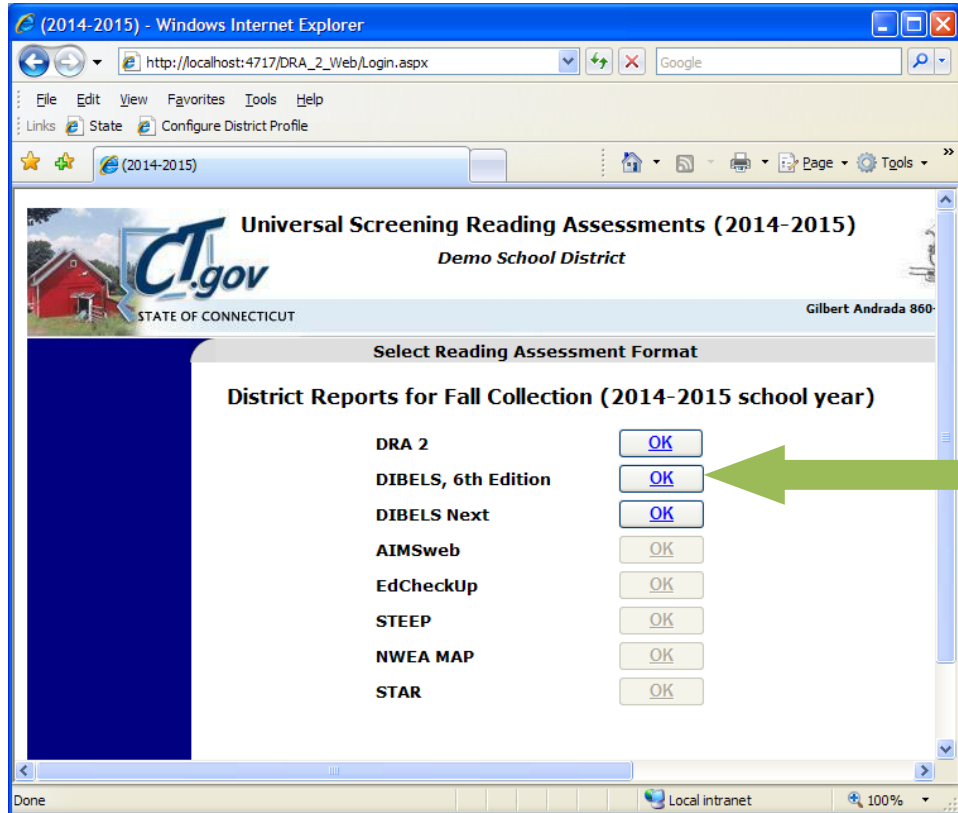 (2014-2015) - Windows Internet Explorer
http://localhost:4717/DRA_2_Web/Login.aspx
Google
File Edit View Favorites Tools Help
Links State Configure District Profile
(2014-2015)
Page Tools »
CT.gov
STATE OF CONNECTICUT
Universal Screening Reading Assessments (2014-2015)
Demo School District
Gilbert Andrada 860-
Select Reading Assessment Format
District Reports for Fall Collection (2014-2015 school year)
DRA 2 OK
DIBELS, 6th Edition OK
DIBELS Next OK
AIMSweb OK
EdCheckUp OK
STEEP OK
NWEA MAP OK
STAR OK
Done Local intranet 100%